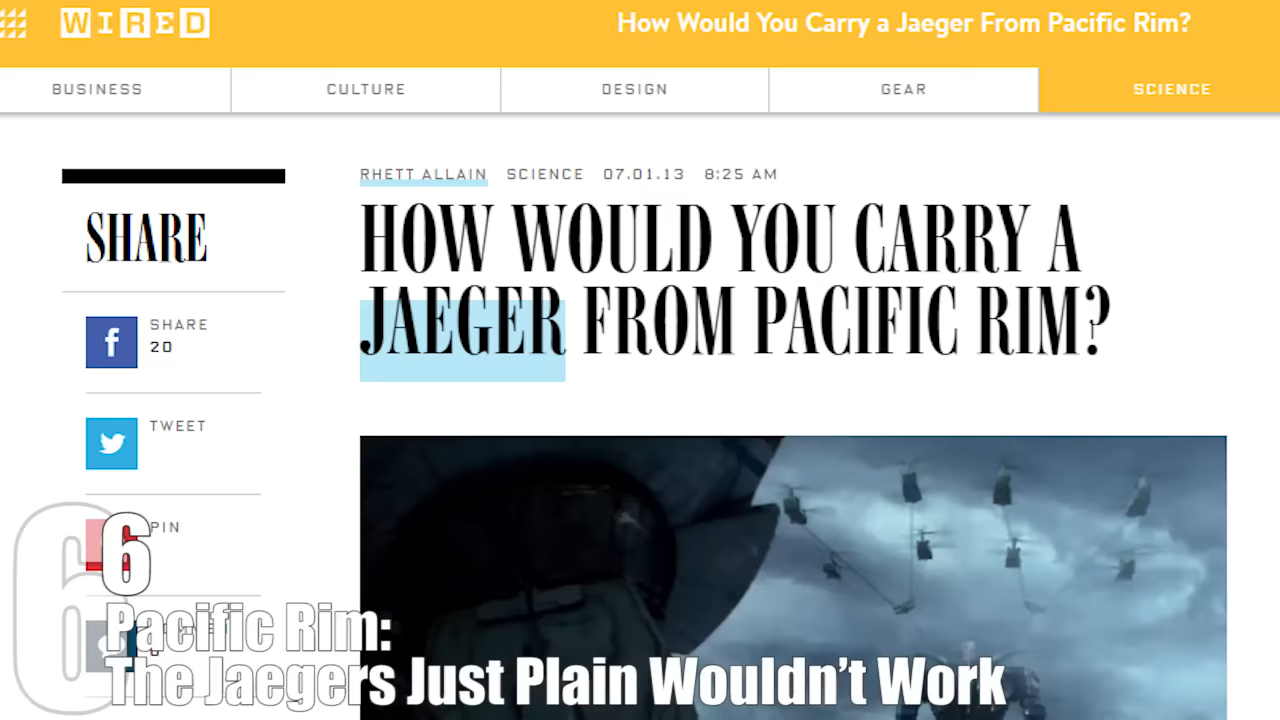 WIRED
How Would You Carry a Jaeger From Pacific Rim?
BUSINESS
CULTURE
DESIGN
GEAR
SCIENCE
RHETT ALLAIN SCIENCE 07.01.13 8:25 AM
HOW WOULD YOU CARRY A
JAEGER FROM PACIFIC RIM?
SHARE
f
SHARE
20
TWEET
PIN
6
6
Pacific Rim:
The Jaegers Just Plain Wouldn't Work